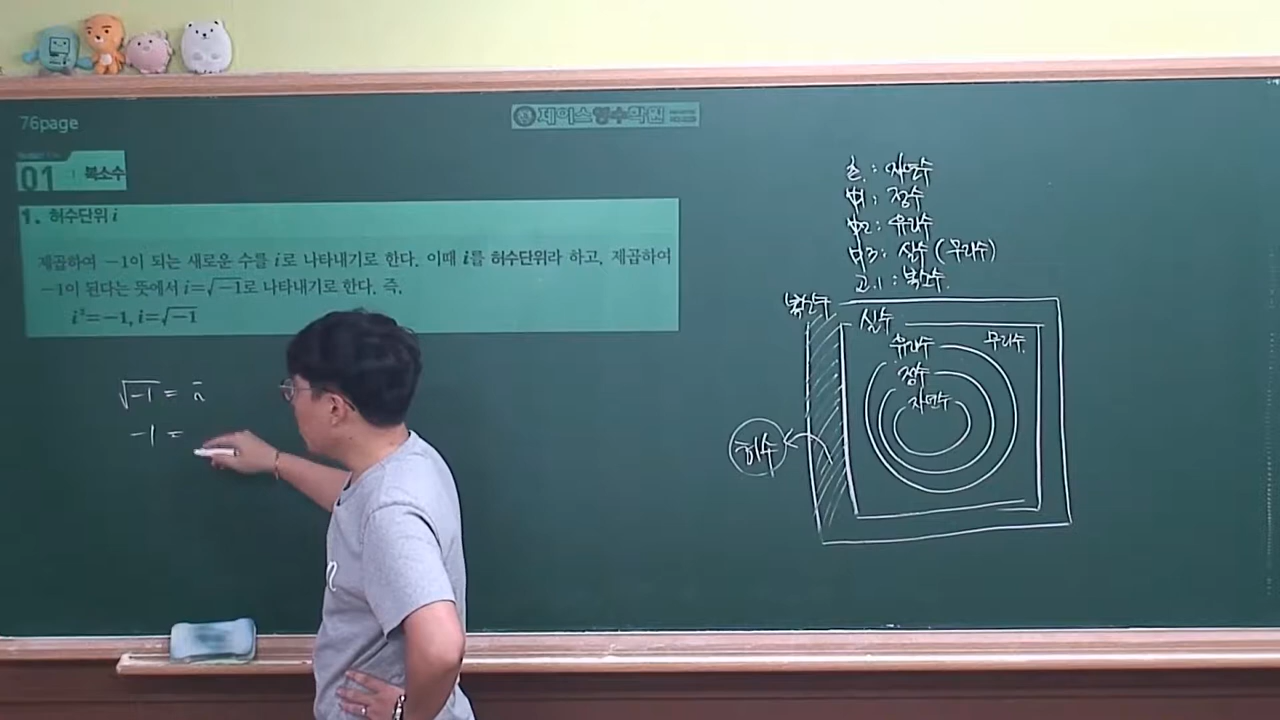 76page
제이스영수학원
01 복소수
1. 허수단위 i
제곱하여 -1이 되는 새로운 수를 i로 나타내기로 한다. 이때 i를 허수단위라 하고, 제곱하여
-1이 된다는 뜻에서 i=√-1로 나타내기로 한다. 즉,
i²=-1, i=√-1
√-1 = i
-1 =
초. : 자연수
중1 : 정수
중2 : 유리수
중3 : 실수 (무리수)
고.1 : 복소수.
복소수
실수
유리수
무리수.
정수
자연수
허수